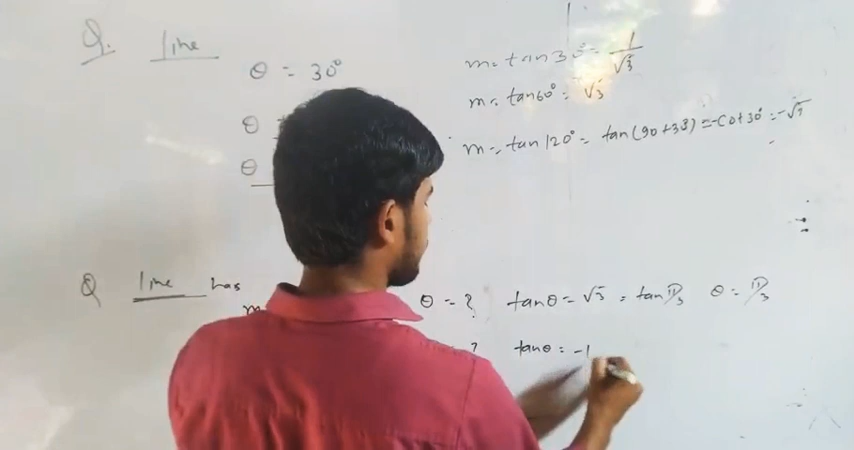 Q. line
θ = 30° m = tan 30° = 1/√3
θ m = tan 60° = √3
θ m = tan 120° = tan(90+30) = -cot 30° = -√3
Q line has
m θ = ? tanθ = √3 = tan π/3 θ = π/3
? tanθ = -1